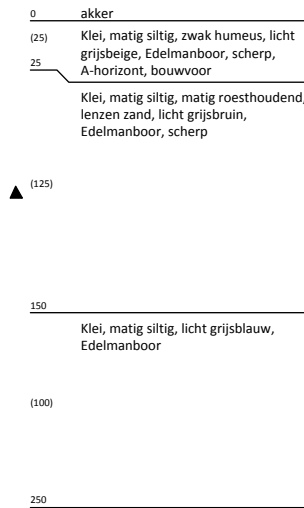 0 akker
(25) Klei, matig siltig, zwak humeus, licht
grijsbeige, Edelmanboor, scherp,
25 A-horizont, bouwvoor
Klei, matig siltig, matig roesthoudend,
lenzen zand, licht grijsbruin,
Edelmanboor, scherp
(125)
150
Klei, matig siltig, licht grijsblauw,
Edelmanboor
(100)
250